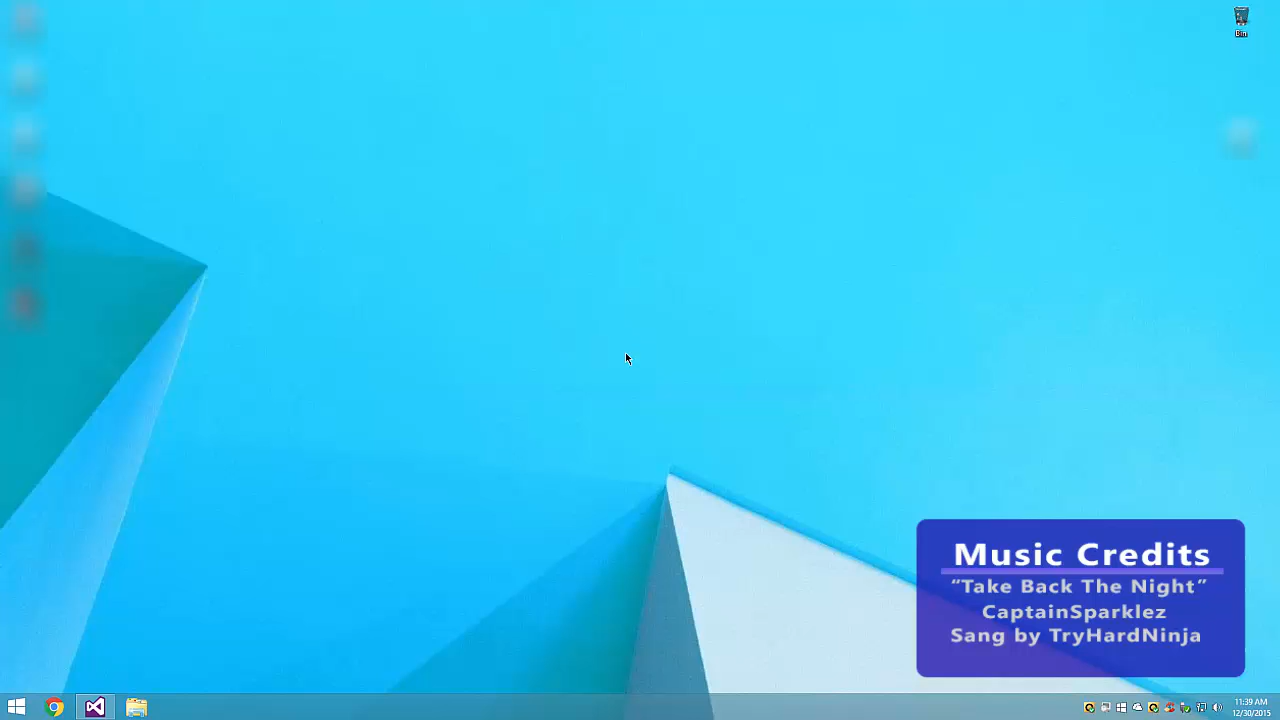 Bin
Music Credits
“Take Back The Night”
CaptainSparklez
Sang by TryHardNinja
11:39 AM
12/30/2015